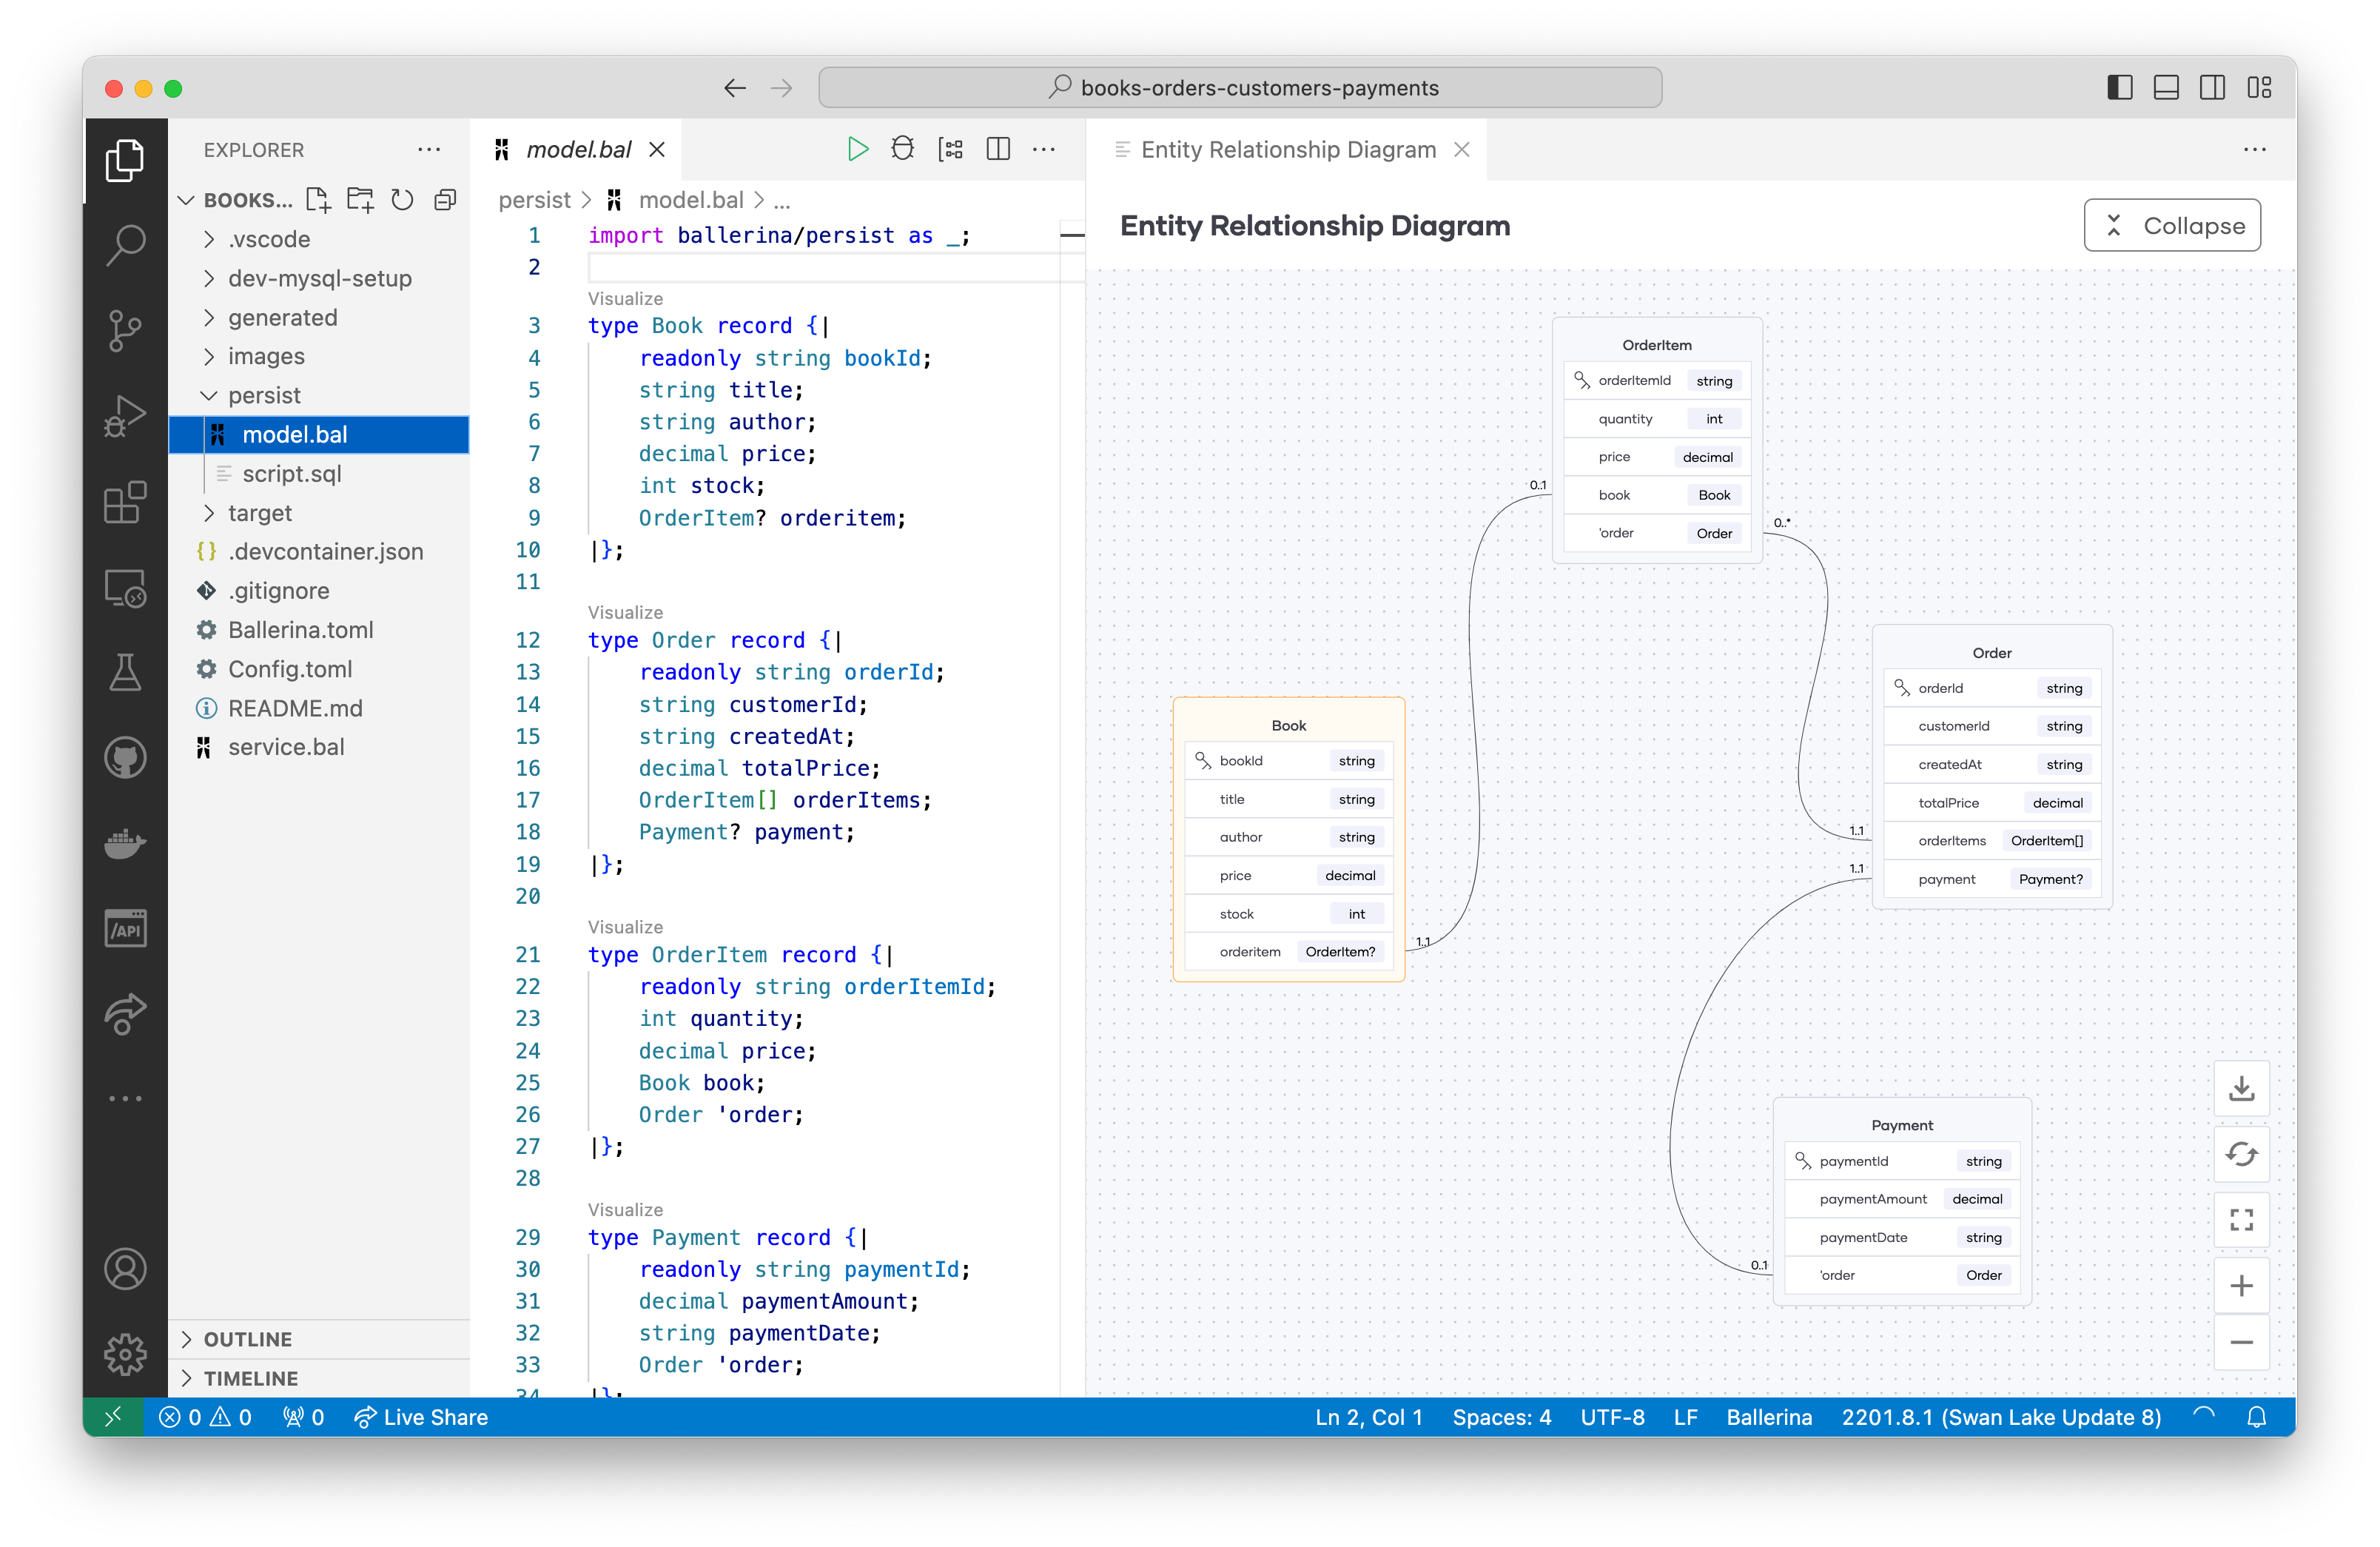 books-orders-customers-payments
EXPLORER
BOOKS...
.vscode
dev-mysql-setup
generated
images
persist
model.bal
script.sql
target
{} .devcontainer.json
.gitignore
Ballerina.toml
Config.toml
README.md
service.bal
OUTLINE
TIMELINE
/API
model.bal
persist > model.bal > ...
1 import ballerina/persist as _;
2
Visualize
3 type Book record {|
4 readonly string bookId;
5 string title;
6 string author;
7 decimal price;
8 int stock;
9 OrderItem? orderitem;
10 |};
11
Visualize
12 type Order record {|
13 readonly string orderId;
14 string customerId;
15 string createdAt;
16 decimal totalPrice;
17 OrderItem[] orderItems;
18 Payment? payment;
19 |};
20
Visualize
21 type OrderItem record {|
22 readonly string orderItemId;
23 int quantity;
24 decimal price;
25 Book book;
26 Order 'order;
27 |};
28
Visualize
29 type Payment record {|
30 readonly string paymentId;
31 decimal paymentAmount;
32 string paymentDate;
33 Order 'order;
34 |};
Entity Relationship Diagram
Entity Relationship Diagram
Collapse
OrderItem
orderItemId string
quantity int
price decimal
book Book
'order Order
0..1
0..*
Order
orderId string
customerId string
createdAt string
totalPrice decimal
orderItems OrderItem[]
payment Payment?
1..1
1..1
Book
bookId string
title string
author string
price decimal
stock int
orderitem OrderItem?
1..1
Payment
paymentId string
paymentAmount decimal
paymentDate string
'order Order
0..1
0 0 0 Live Share
Ln 2, Col 1 Spaces: 4 UTF-8 LF Ballerina 2201.8.1 (Swan Lake Update 8)